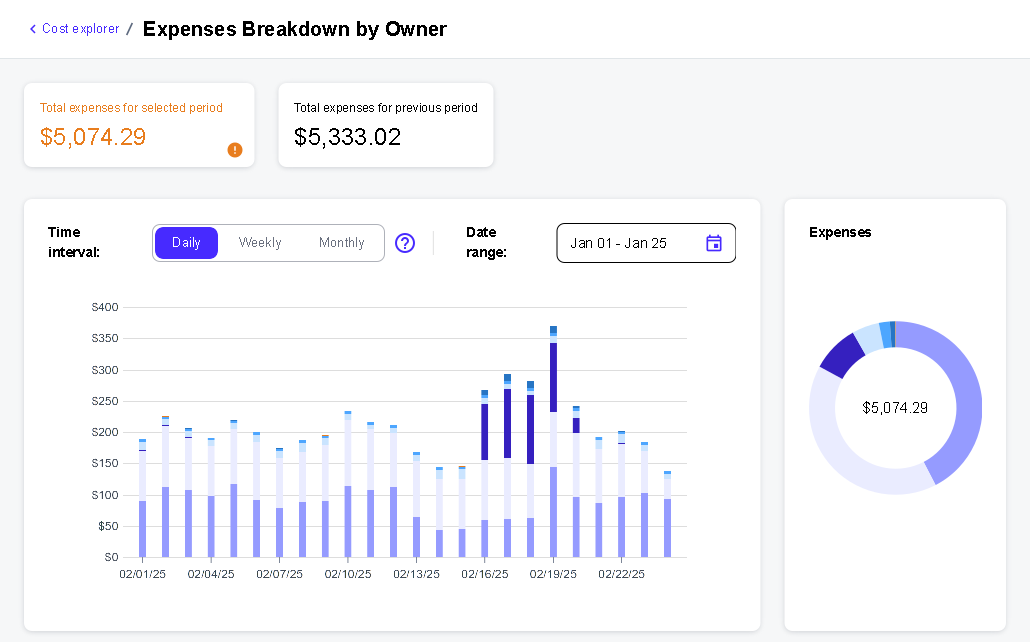 Cost explorer / Expenses Breakdown by Owner
Total expenses for selected period
$5,074.29
Total expenses for previous period
$5,333.02
Time interval:
Daily
Weekly
Monthly
Date range:
Jan 01 - Jan 25
$400
$350
$300
$250
$200
$150
$100
$50
$0
02/01/25 02/04/25 02/07/25 02/10/25 02/13/25 02/16/25 02/19/25 02/22/25
Expenses
$5,074.29